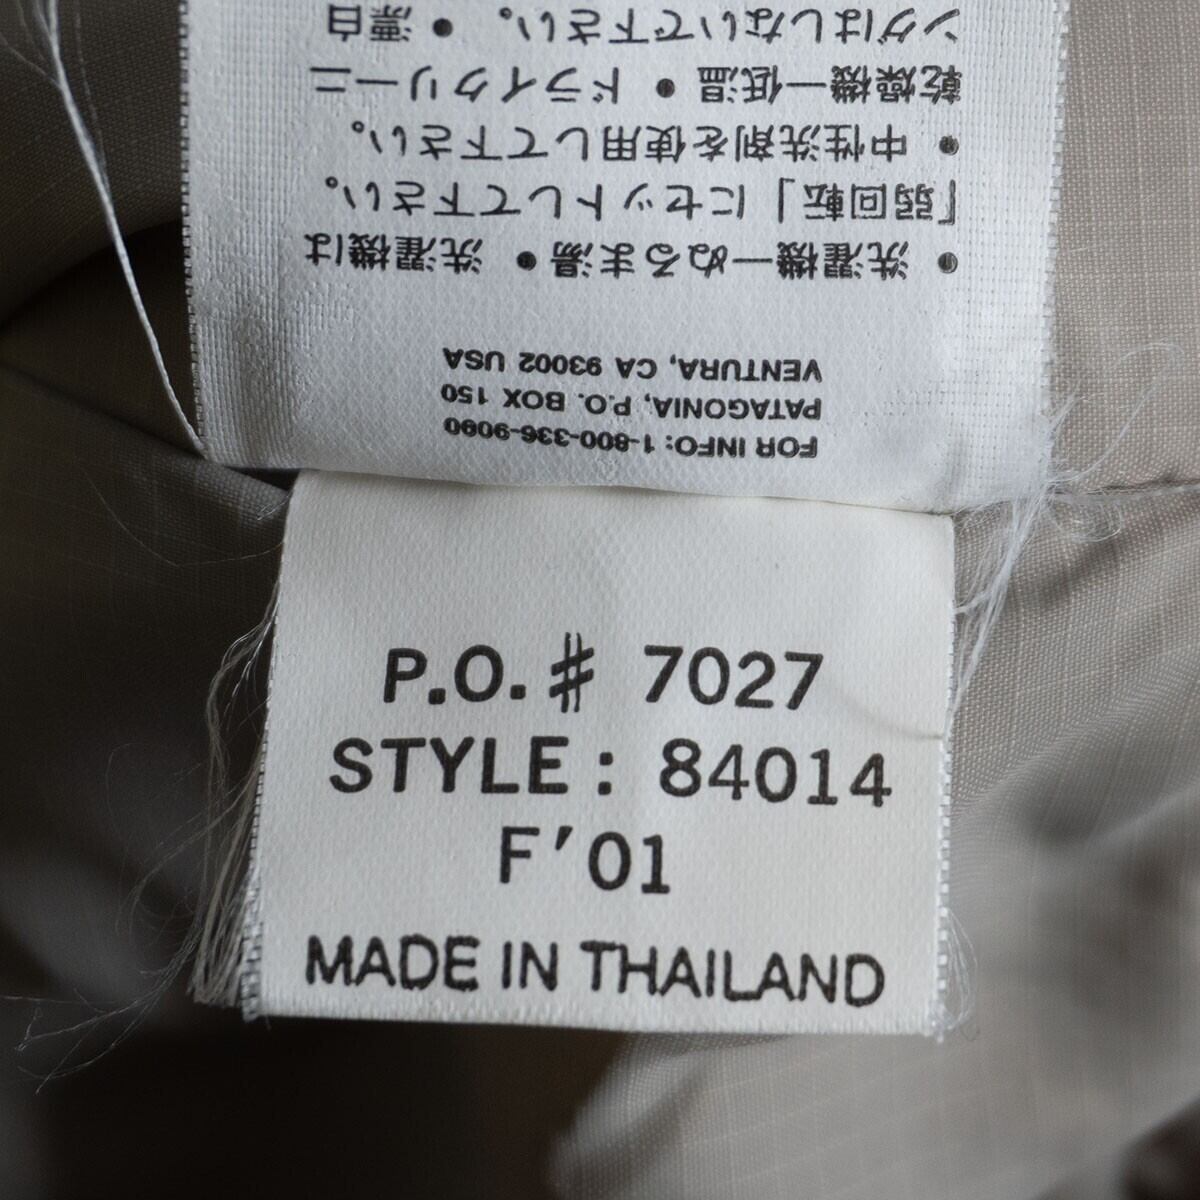 FOR INFO: 1-800-336-9090
PATAGONIA, P.O. BOX 150
VENTURA, CA 93002 USA
● 洗濯機—ぬるま湯 ● 洗濯機は
「弱回転」にセットして下さい。
● 中性洗剤を使用して下さい。
乾燥機—低温 ● ドライクリーニ
ングはしないで下さい。 ● 漂白
P.O. # 7027
STYLE : 84014
F'01
MADE IN THAILAND